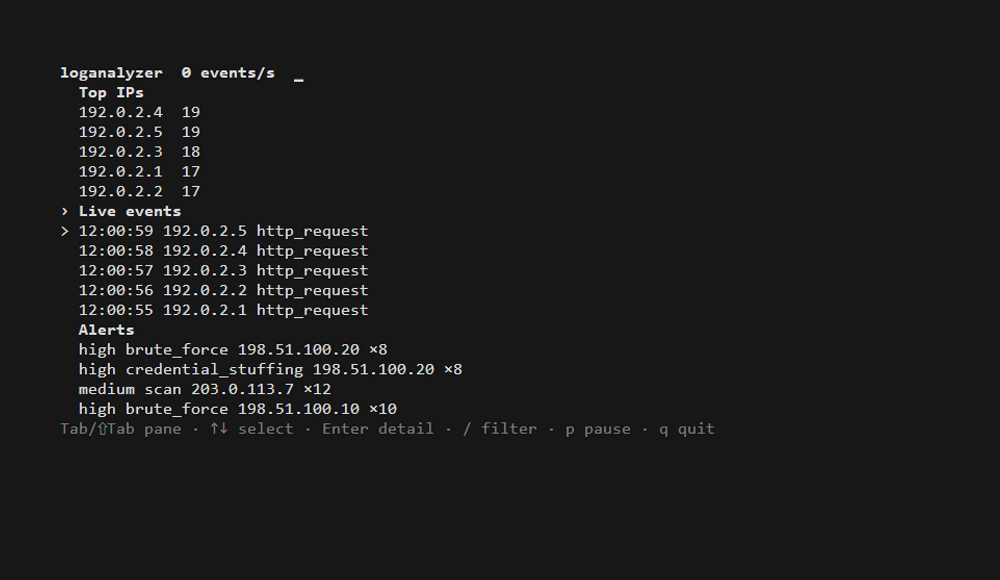 loganalyzer  0 events/s  _
Top IPs
192.0.2.4  19
192.0.2.5  19
192.0.2.3  18
192.0.2.1  17
192.0.2.2  17
› Live events
> 12:00:59 192.0.2.5 http_request
12:00:58 192.0.2.4 http_request
12:00:57 192.0.2.3 http_request
12:00:56 192.0.2.2 http_request
12:00:55 192.0.2.1 http_request
Alerts
high brute_force 198.51.100.20 ×8
high credential_stuffing 198.51.100.20 ×8
medium scan 203.0.113.7 ×12
high brute_force 198.51.100.10 ×10
Tab/⇧Tab pane · ↑↓ select · Enter detail · / filter · p pause · q quit